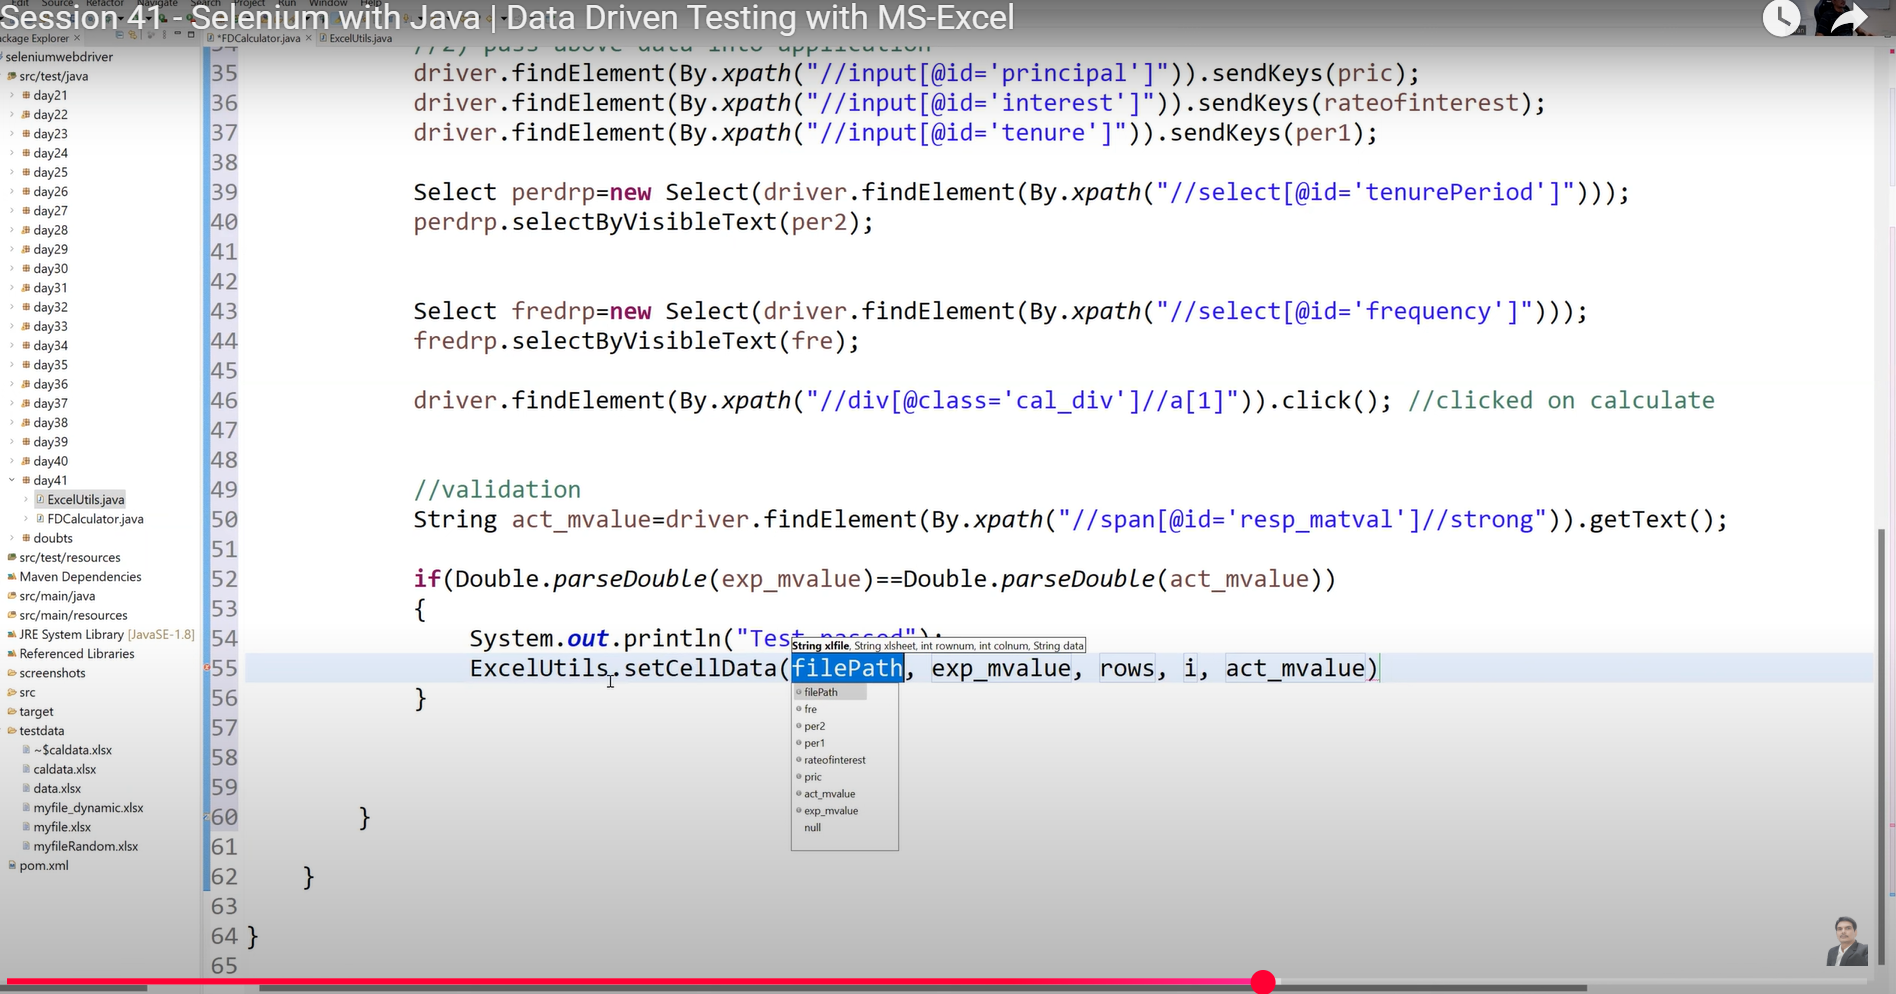 Edit Source Refactor Navigate Search Project Run Window Help
Session 41 - Selenium with Java | Data Driven Testing with MS-Excel
ackage Explorer ×
*FDCalculator.java × ExcelUtils.java
seleniumwebdriver
src/test/java
day21
day22
day23
day24
day25
day26
day27
day28
day29
day30
day31
day32
day33
day34
day35
day36
day37
day38
day39
day40
day41
ExcelUtils.java
FDCalculator.java
doubts
src/test/resources
Maven Dependencies
src/main/java
src/main/resources
JRE System Library [JavaSE-1.8]
Referenced Libraries
screenshots
src
target
testdata
~$caldata.xlsx
caldata.xlsx
data.xlsx
myfile_dynamic.xlsx
myfile.xlsx
myfileRandom.xlsx
pom.xml
34 //2) pass above data into application
35 driver.findElement(By.xpath("//input[@id='principal']")).sendKeys(pric);
36 driver.findElement(By.xpath("//input[@id='interest']")).sendKeys(rateofinterest);
37 driver.findElement(By.xpath("//input[@id='tenure']")).sendKeys(per1);
38
39 Select perdrp=new Select(driver.findElement(By.xpath("//select[@id='tenurePeriod']")));
40 perdrp.selectByVisibleText(per2);
41
42
43 Select fredrp=new Select(driver.findElement(By.xpath("//select[@id='frequency']")));
44 fredrp.selectByVisibleText(fre);
45
46 driver.findElement(By.xpath("//div[@class='cal_div']//a[1]")).click(); //clicked on calculate
47
48
49 //validation
50 String act_mvalue=driver.findElement(By.xpath("//span[@id='resp_matval']//strong")).getText();
51
52 if(Double.parseDouble(exp_mvalue)==Double.parseDouble(act_mvalue))
53 {
54 System.out.println("Test passed");
String xlfile, String xlsheet, int rownum, int colnum, String data
55 ExcelUtils.setCellData(filePath, exp_mvalue, rows, i, act_mvalue)
56 }
filePath
fre
per2
per1
rateofinterest
pric
act_mvalue
exp_mvalue
null
57
58
59
60 }
61
62 }
63
64 }
65